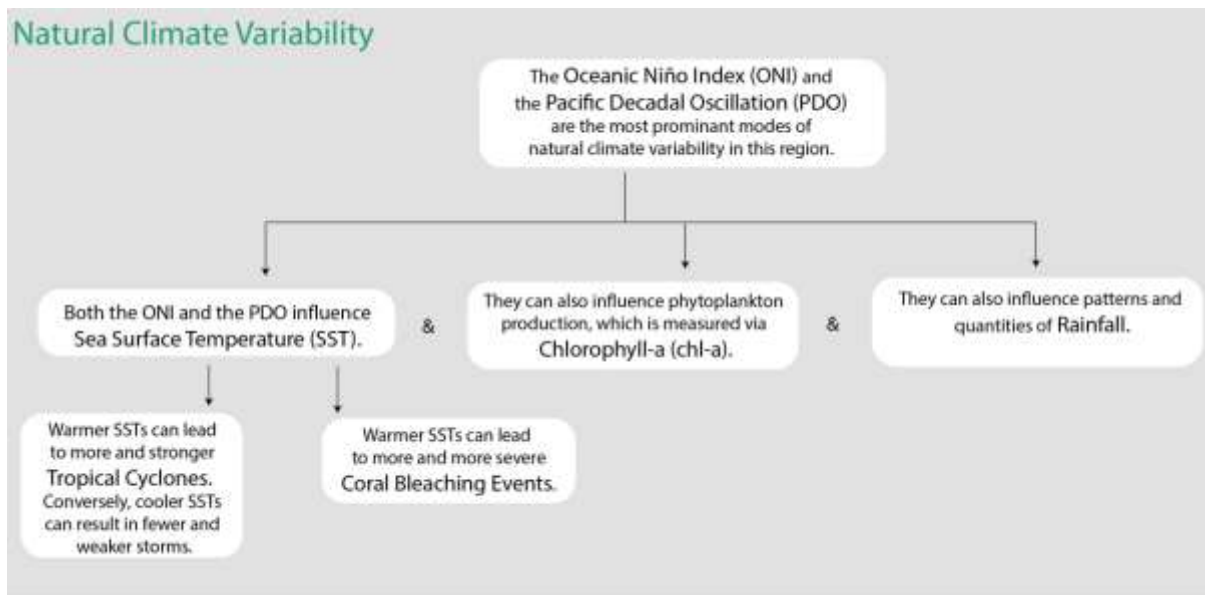 Natural Climate Variability
The Oceanic Niño Index (ONI) and
the Pacific Decadal Oscillation (PDO)
are the most prominant modes of
natural climate variability in this region.
Both the ONI and the PDO influence
Sea Surface Temperature (SST).
&
They can also influence phytoplankton
production, which is measured via
Chlorophyll-a (chl-a).
&
They can also influence patterns and
quantities of Rainfall.
Warmer SSTs can lead
to more and stronger
Tropical Cyclones.
Conversely, cooler SSTs
can result in fewer and
weaker storms.
Warmer SSTs can lead
to more and more severe
Coral Bleaching Events.